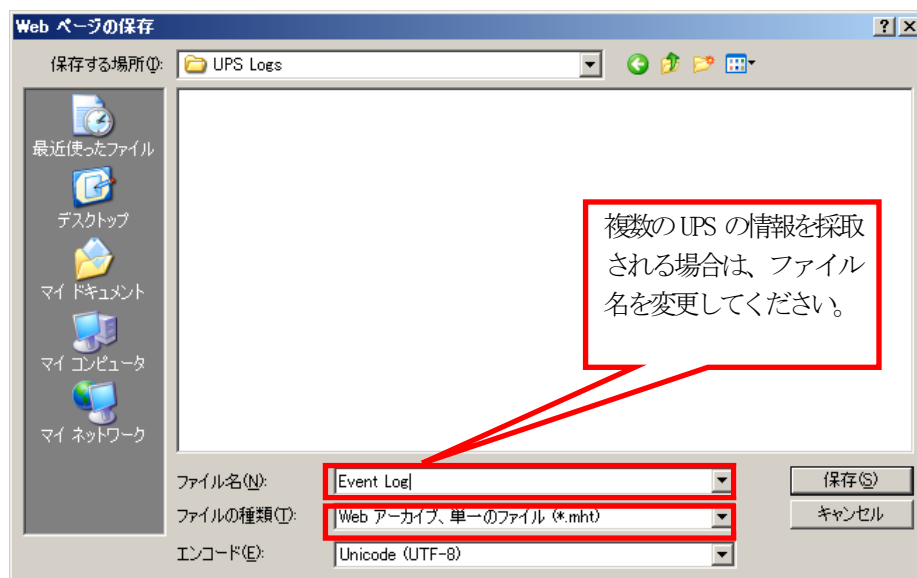 Web ページの保存
保存する場所(I):
UPS Logs
最近使ったファイル
デスクトップ
マイ ドキュメント
マイ コンピュータ
マイ ネットワーク
複数の UPS の情報を採取
される場合は、ファイル
名を変更してください。
ファイル名(N):
Event Log
保存(S)
ファイルの種類(T):
Web アーカイブ、単一のファイル (*.mht)
キャンセル
エンコード(E):
Unicode (UTF-8)